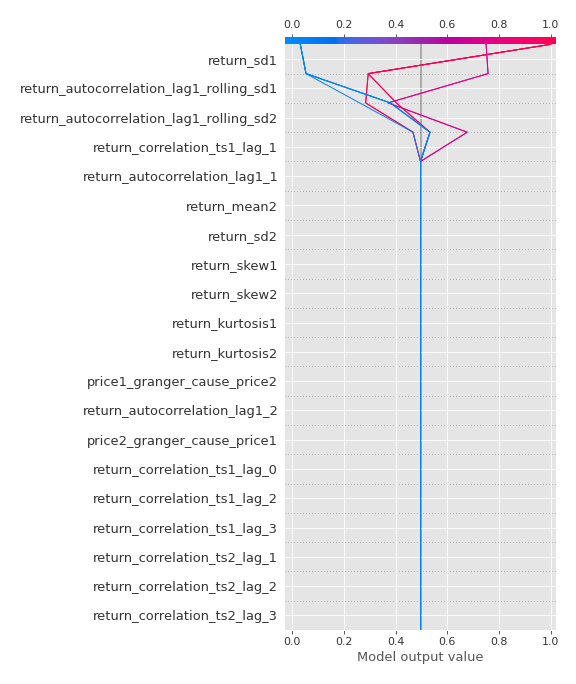 0.0 0.2 0.4 0.6 0.8 1.0
return_sd1
return_autocorrelation_lag1_rolling_sd1
return_autocorrelation_lag1_rolling_sd2
return_correlation_ts1_lag_1
return_autocorrelation_lag1_1
return_mean2
return_sd2
return_skew1
return_skew2
return_kurtosis1
return_kurtosis2
price1_granger_cause_price2
return_autocorrelation_lag1_2
price2_granger_cause_price1
return_correlation_ts1_lag_0
return_correlation_ts1_lag_2
return_correlation_ts1_lag_3
return_correlation_ts2_lag_1
return_correlation_ts2_lag_2
return_correlation_ts2_lag_3
0.0 0.2 0.4 0.6 0.8 1.0
Model output value